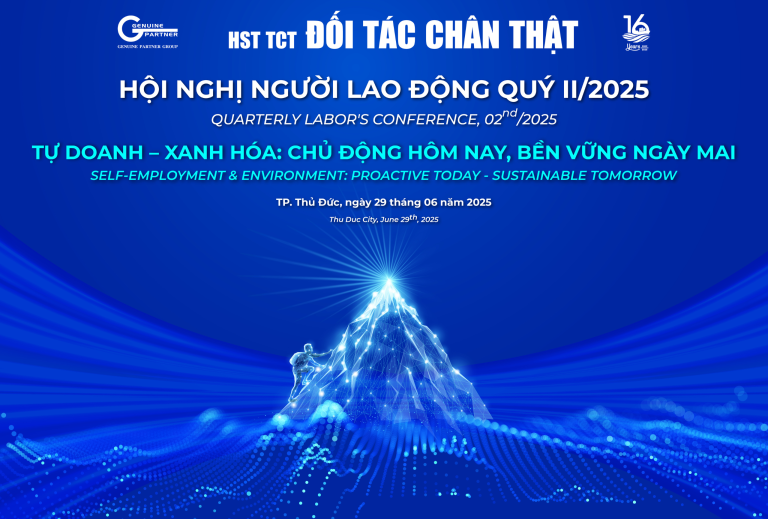 GENUINE
PARTNER
GENUINE PARTNER GROUP
HST TCT ĐỐI TÁC CHÂN THẬT
16
Years
HỘI NGHỊ NGƯỜI LAO ĐỘNG QUÝ II/2025
QUARTERLY LABOR'S CONFERENCE, 02nd/2025
TỰ DOANH – XANH HÓA: CHỦ ĐỘNG HÔM NAY, BỀN VỮNG NGÀY MAI
SELF-EMPLOYMENT & ENVIRONMENT: PROACTIVE TODAY - SUSTAINABLE TOMORROW
TP. Thủ Đức, ngày 29 tháng 06 năm 2025
Thu Duc City, June 29th, 2025